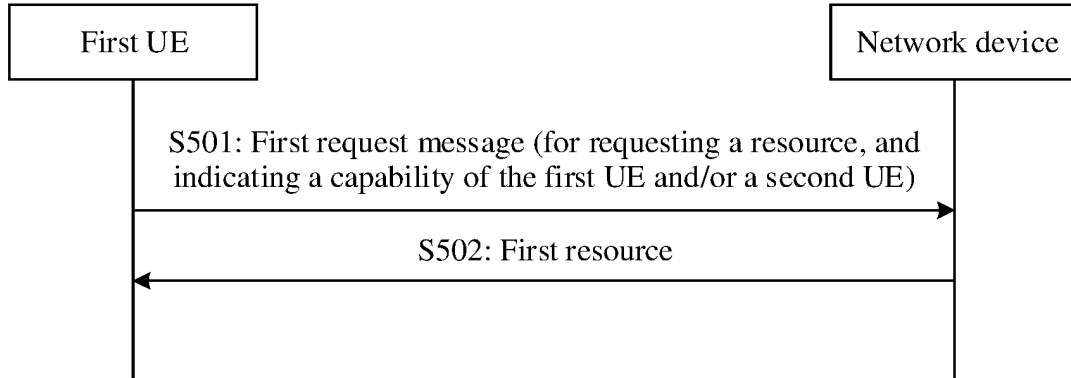 First UE
Network device
S501: First request message (for requesting a resource, and
indicating a capability of the first UE and/or a second UE)
S502: First resource